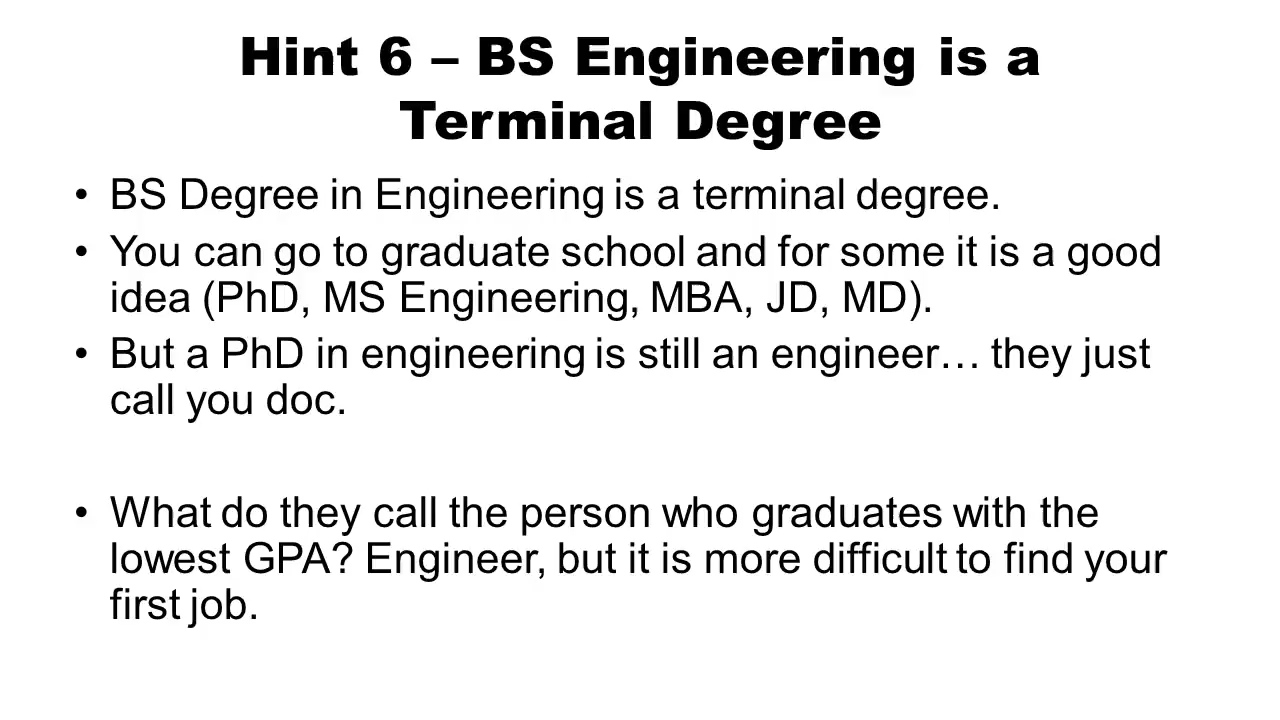 Hint 6 – BS Engineering is a
Terminal Degree
• BS Degree in Engineering is a terminal degree.
• You can go to graduate school and for some it is a good
idea (PhD, MS Engineering, MBA, JD, MD).
• But a PhD in engineering is still an engineer… they just
call you doc.
• What do they call the person who graduates with the
lowest GPA? Engineer, but it is more difficult to find your
first job.